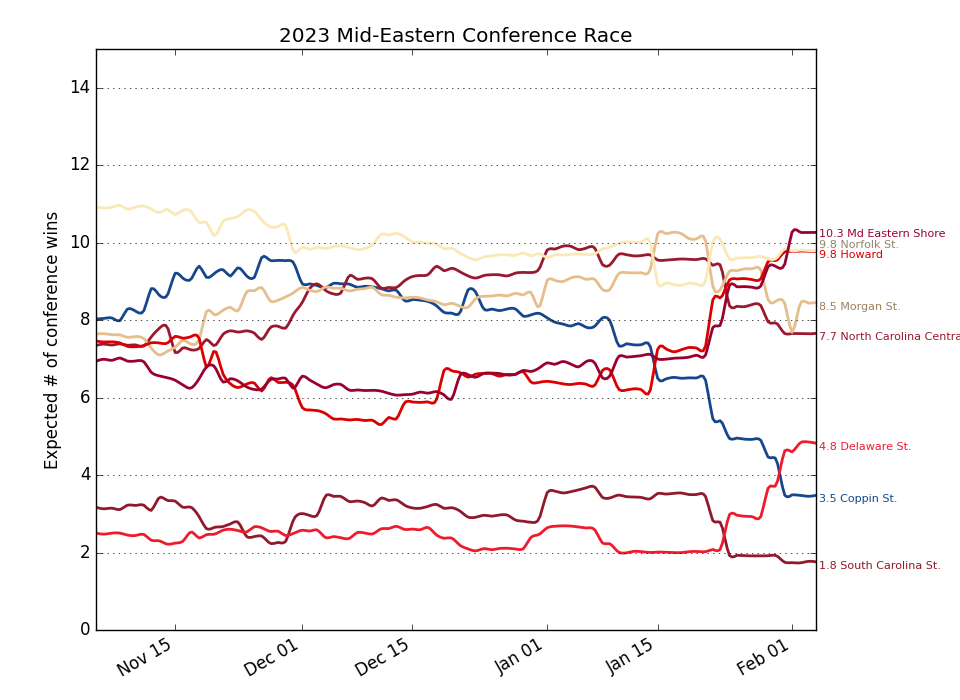 2023 Mid-Eastern Conference Race
Expected # of conference wins
14
12
10
8
6
4
2
0
10.3 Md Eastern Shore
9.8 Norfolk St.
9.8 Howard
8.5 Morgan St.
7.7 North Carolina Centra
4.8 Delaware St.
3.5 Coppin St.
1.8 South Carolina St.
Nov 15
Dec 01
Dec 15
Jan 01
Jan 15
Feb 01